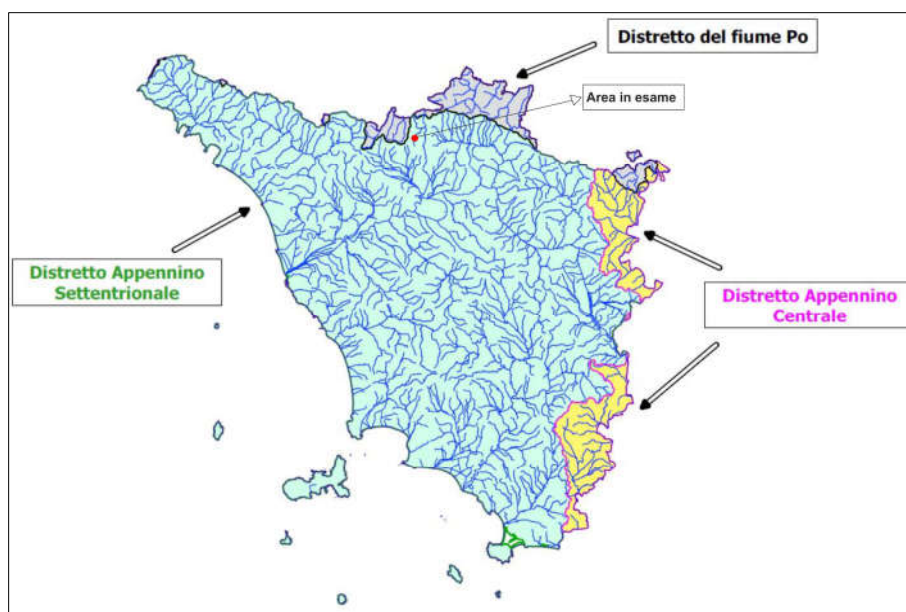 Distretto del fiume Po
Area in esame
Distretto Appennino
Settentrionale
Distretto Appennino
Centrale